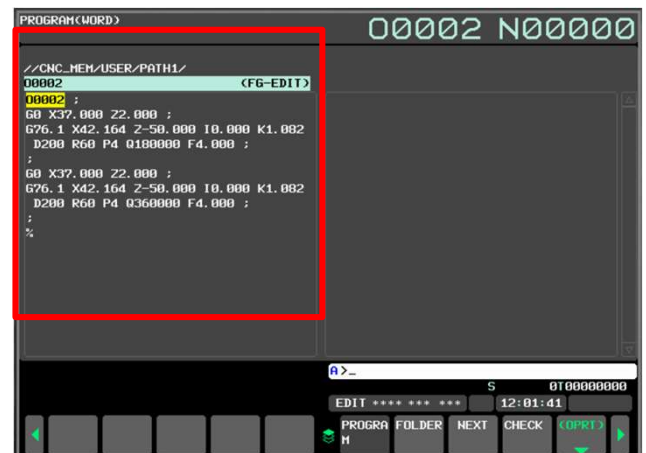 PROGRAM(WORD)
O0002 N00000
//CNC_MEM/USER/PATH1/
O0002 (FG-EDIT)
O0002 ;
G0 X37.000 Z2.000 ;
G76.1 X42.164 Z-50.000 I0.000 K1.082
D200 R60 P4 Q180000 F4.000 ;
;
G0 X37.000 Z2.000 ;
G76.1 X42.164 Z-50.000 I0.000 K1.082
D200 R60 P4 Q360000 F4.000 ;
;
%
A>_
S 0T00000000
EDIT **** *** *** 12:01:41
PROGRA
M
FOLDER
NEXT
CHECK
(OPRT)